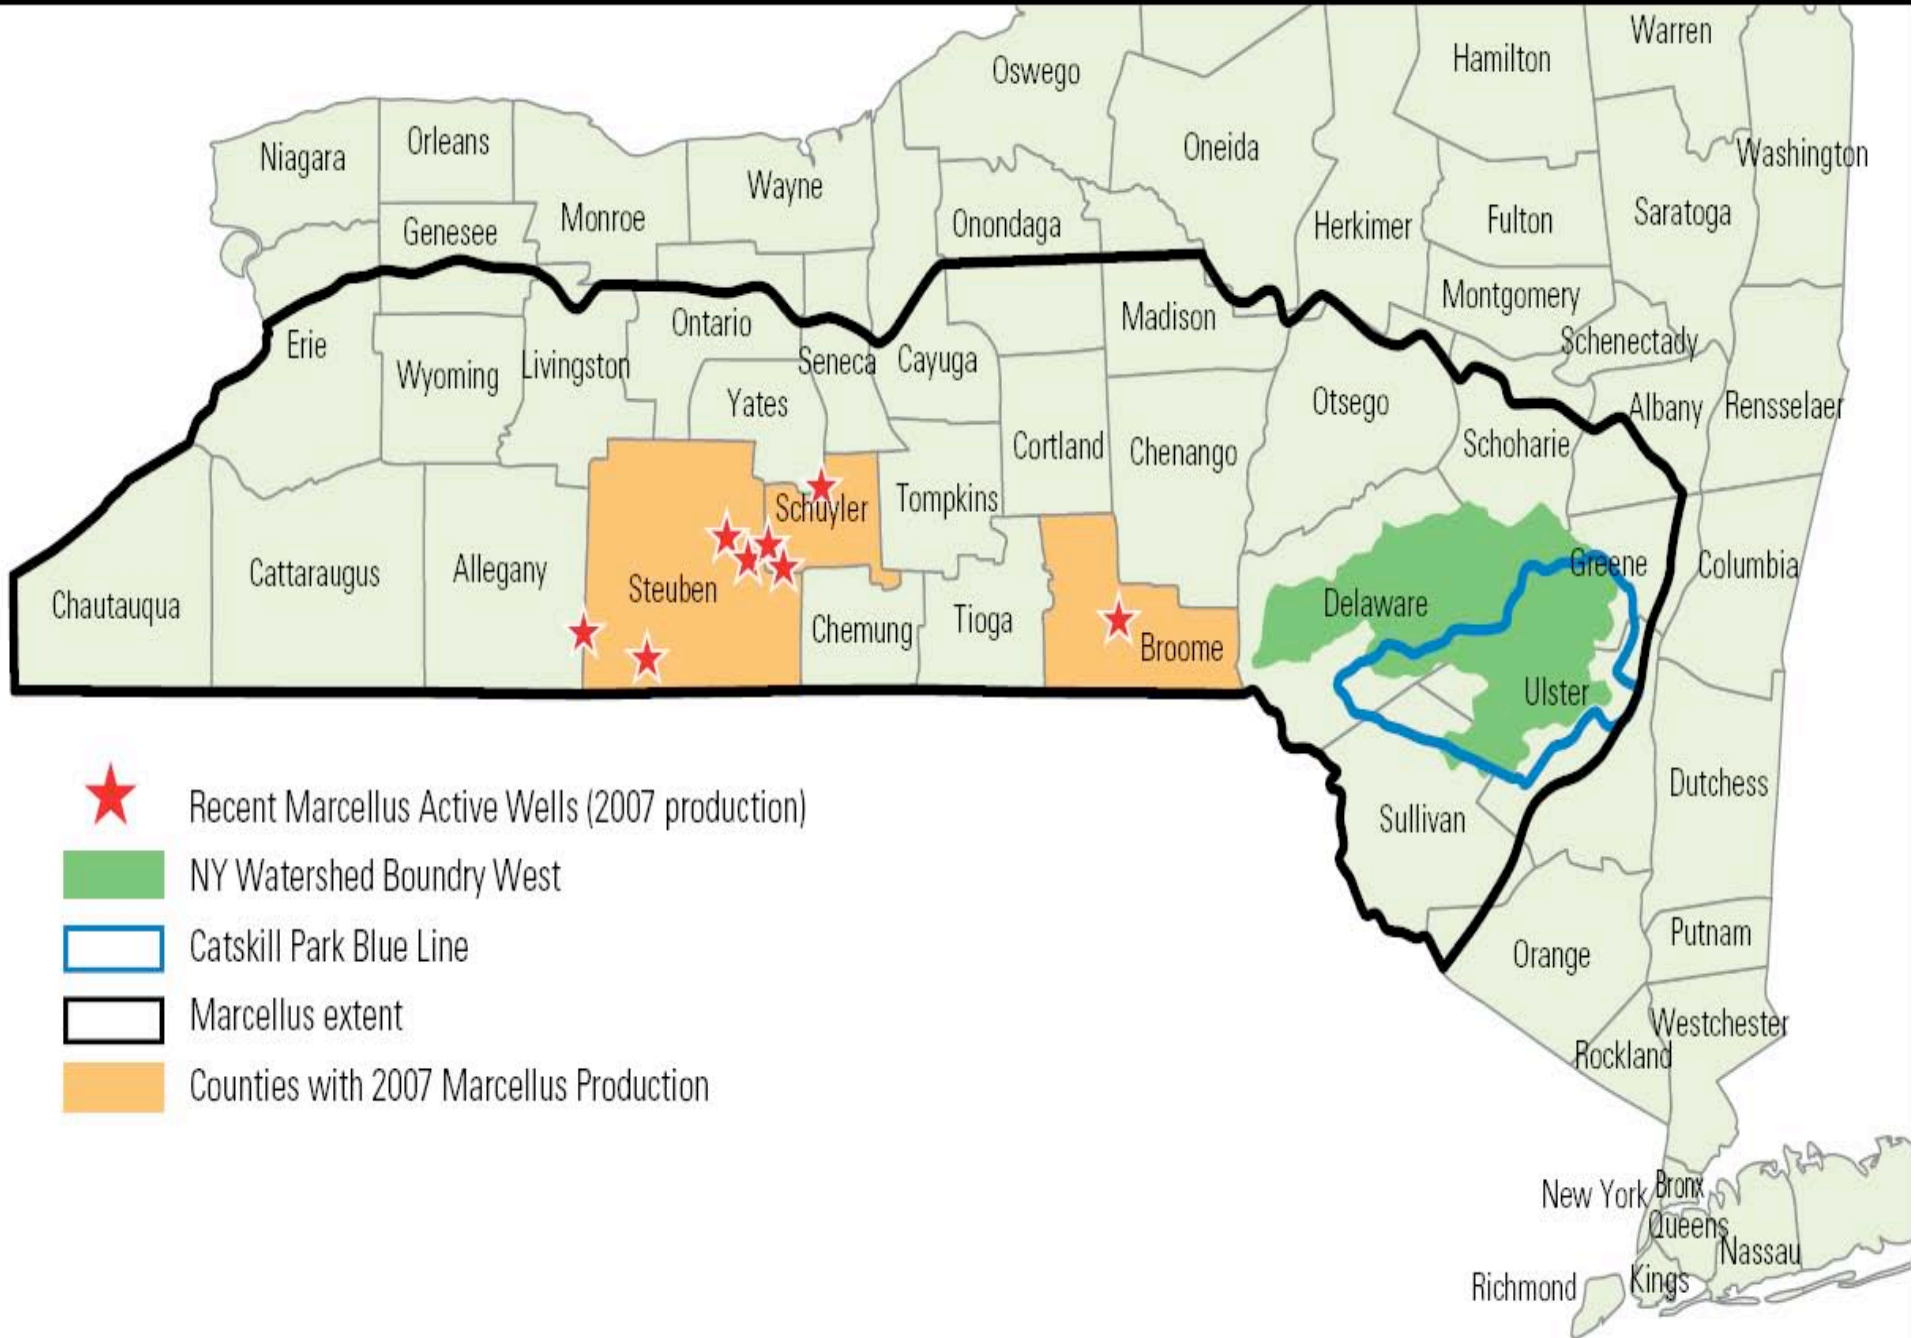 Warren
Hamilton
Oswego
Oneida
Washington
Orleans
Niagara
Wayne
Saratoga
Monroe
Fulton
Onondaga
Herkimer
Genesee
Montgomery
Madison
Ontario
Schenectady
Erie
Seneca
Cayuga
Livingston
Wyoming
Yates
Otsego
Albany
Rensselaer
Cortland
Schoharie
Chenango
Tompkins
Schuyler
Greene
Columbia
Allegany
Cattaraugus
Steuben
Chautauqua
Delaware
Tioga
Chemung
Broome
Ulster
Dutchess
Recent Marcellus Active Wells (2007 production)
Sullivan
NY Watershed Boundry West
Putnam
Catskill Park Blue Line
Orange
Marcellus extent
Westchester
Rockland
Counties with 2007 Marcellus Production
Bronx
New York
Queens
Nassau
Kings
Richmond